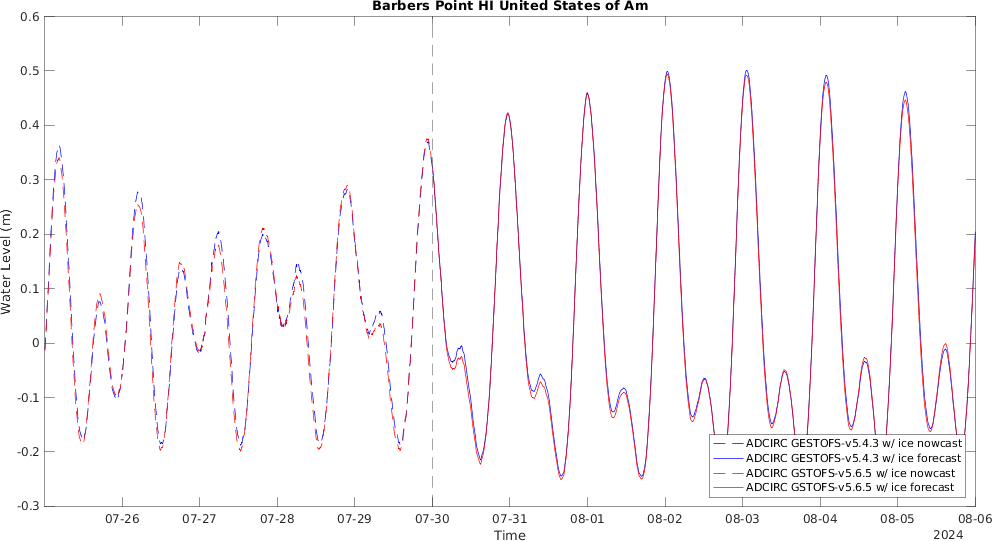 Barbers Point HI United States of Am
Water Level (m)
0.6
0.5
0.4
0.3
0.2
0.1
0
-0.1
-0.2
-0.3
ADCIRC GESTOFS-v5.4.3 w/ ice nowcast
ADCIRC GESTOFS-v5.4.3 w/ ice forecast
ADCIRC GSTOFS-v5.6.5 w/ ice nowcast
ADCIRC GSTOFS-v5.6.5 w/ ice forecast
07-26 07-27 07-28 07-29 07-30 07-31 08-01 08-02 08-03 08-04 08-05 08-06
Time
2024